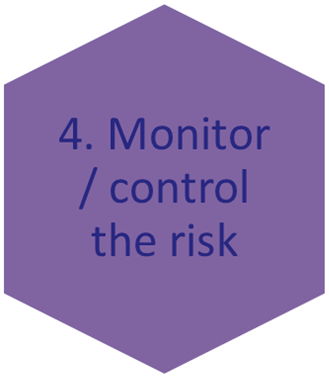 4. Monitor
/ control
the risk